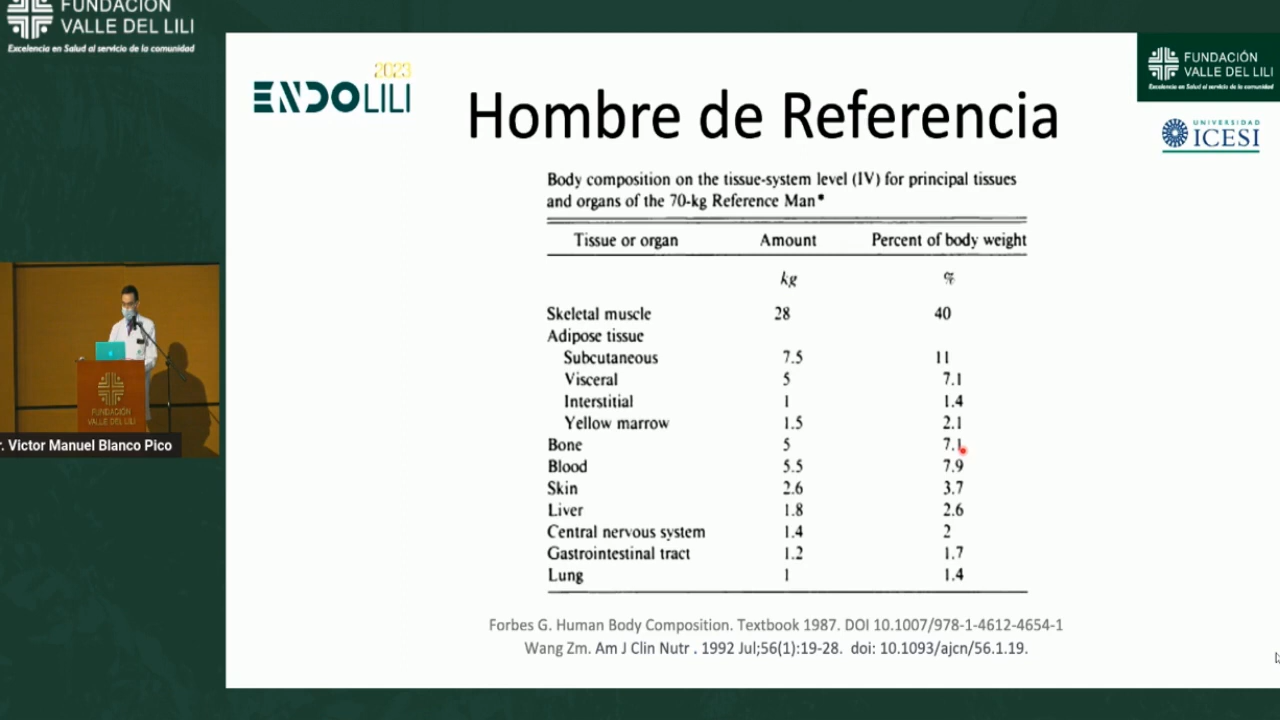 FUNDACIÓN
VALLE DEL LILI
Excelencia en Salud al servicio de la comunidad
2023
ENDOLILI
Hombre de Referencia
FUNDACIÓN
VALLE DEL LILI
Excelencia en Salud al servicio de la comunidad
UNIVERSIDAD
ICESI
Body composition on the tissue-system level (IV) for principal tissues
and organs of the 70-kg Reference Man*
Tissue or organ Amount Percent of body weight
kg %
Skeletal muscle 28 40
Adipose tissue
Subcutaneous 7.5 11
Visceral 5 7.1
Interstitial 1 1.4
Yellow marrow 1.5 2.1
Bone 5 7.1
Blood 5.5 7.9
Skin 2.6 3.7
Liver 1.8 2.6
Central nervous system 1.4 2
Gastrointestinal tract 1.2 1.7
Lung 1 1.4
Forbes G. Human Body Composition. Textbook 1987. DOI 10.1007/978-1-4612-4654-1
Wang Zm. Am J Clin Nutr . 1992 Jul;56(1):19-28. doi: 10.1093/ajcn/56.1.19.
FUNDACIÓN
VALLE DEL LILI
r. Victor Manuel Blanco Pico